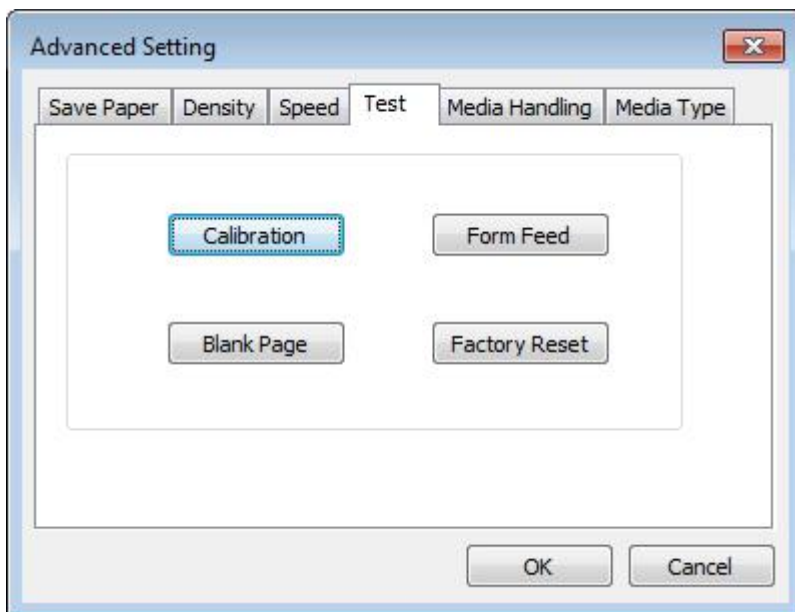 Advanced Setting
Save Paper Density Speed Test Media Handling Media Type
Calibration Form Feed
Blank Page Factory Reset
OK Cancel